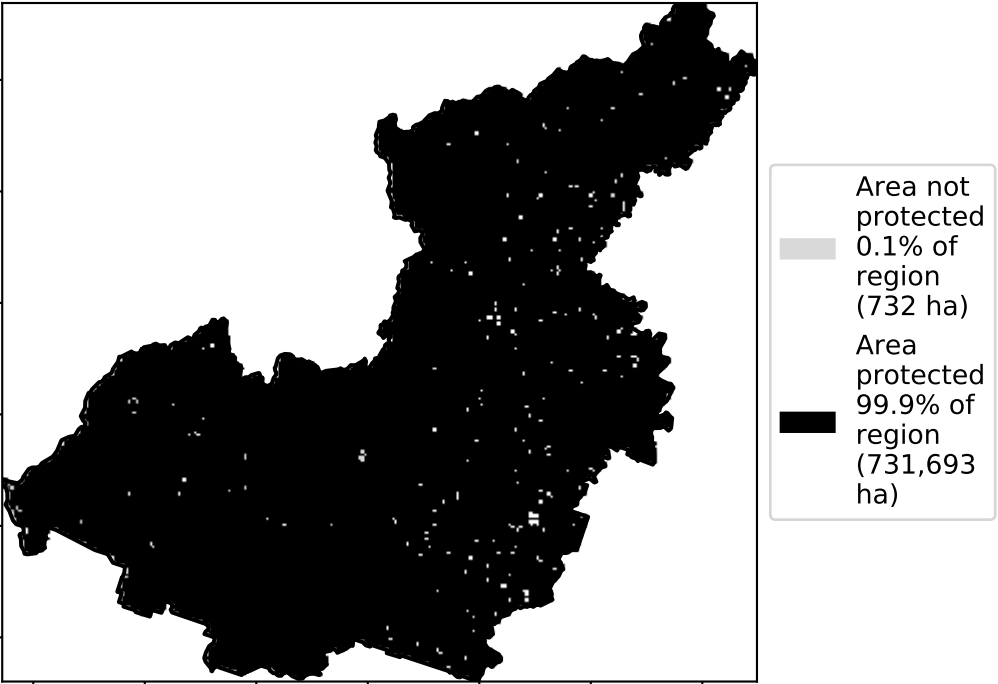 Area not
protected
0.1% of
region
(732 ha)
Area
protected
99.9% of
region
(731,693
ha)